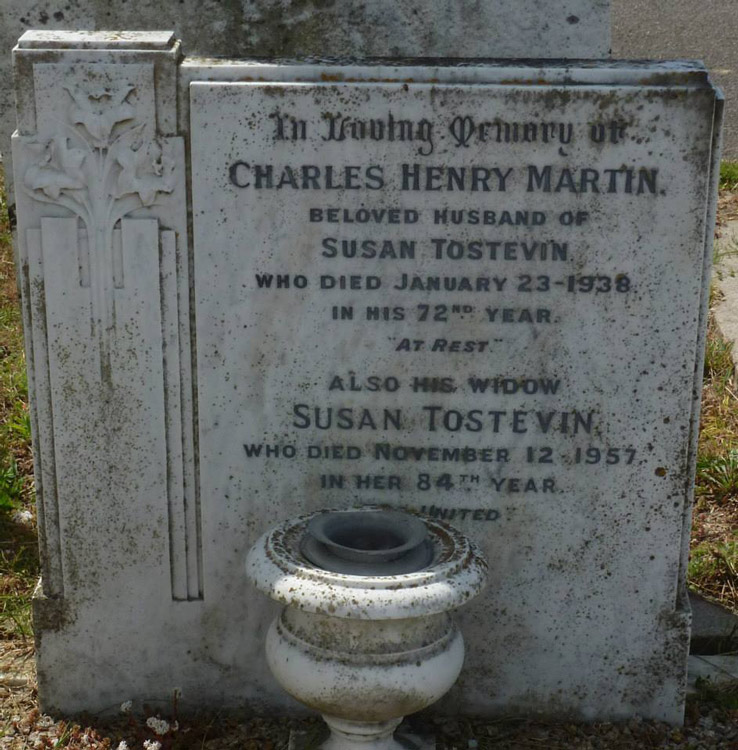 In Loving Memory of
CHARLES HENRY MARTIN.
BELOVED HUSBAND OF
SUSAN TOSTEVIN.
WHO DIED JANUARY 23-1938
IN HIS 72ND YEAR.
"AT REST."
ALSO HIS WIDOW
SUSAN TOSTEVIN.
WHO DIED NOVEMBER 12-1957
IN HER 84TH YEAR.
UNITED"